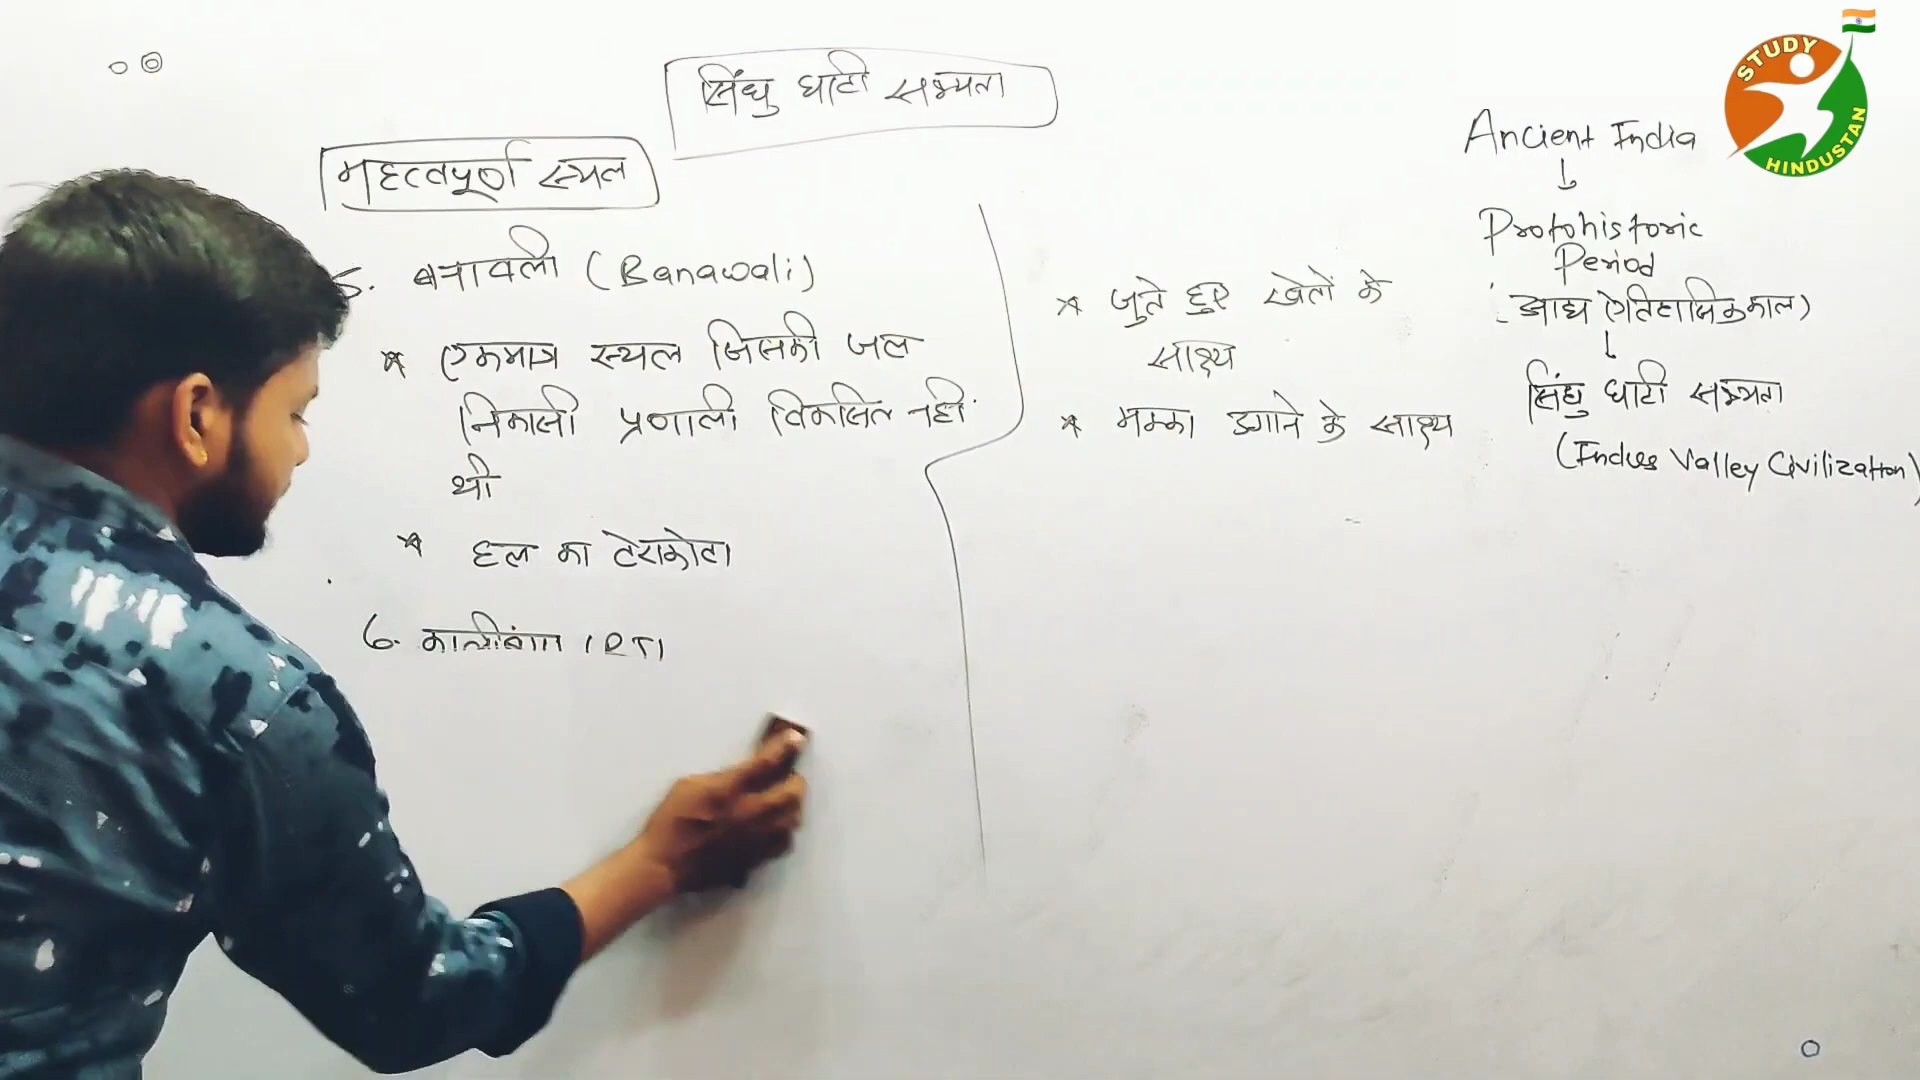 सिंधु घाटी सभ्यता
महत्वपूर्ण स्थल
5. बनावली (Banawali)
* एकमात्र स्थल जिसकी जल
निकासी प्रणाली विकसित नही
थी
* हल का टेराकोटा
6. कालीबंगा
* जुते हुए खेतों के
साक्ष्य
* मक्का उगाने के साक्ष्य
Ancient India
Protohistoric
Period
आद्य ऐतिहासिक काल)
सिंधु घाटी सभ्यता
(Indus Valley Civilization)
STUDY
HINDUSTAN